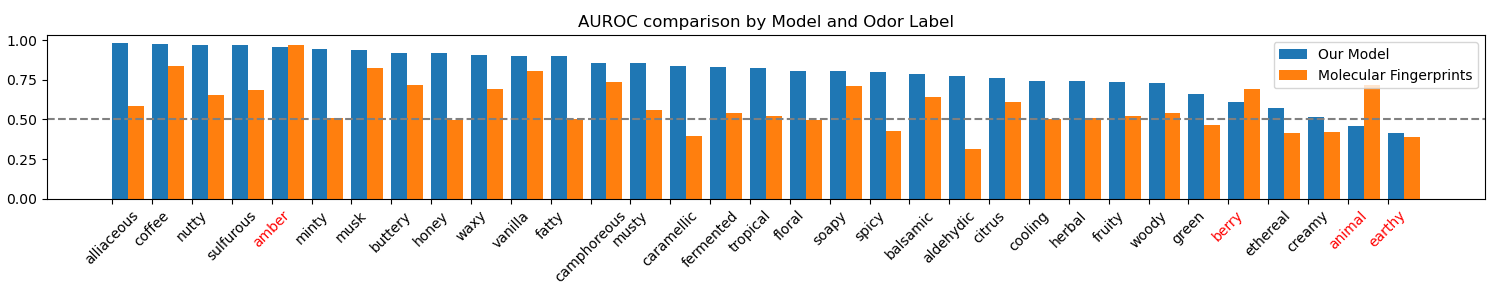 AUROC comparison by Model and Odor Label
1.00
0.75
0.50
0.25
0.00
Our Model
Molecular Fingerprints
alliaceous
coffee
nutty
sulfurous
amber
minty
musk
buttery
honey
waxy
vanilla
fatty
camphoreous
musty
caramellic
fermented
tropical
floral
soapy
spicy
balsamic
aldehydic
citrus
cooling
herbal
fruity
woody
green
berry
ethereal
creamy
animal
earthy